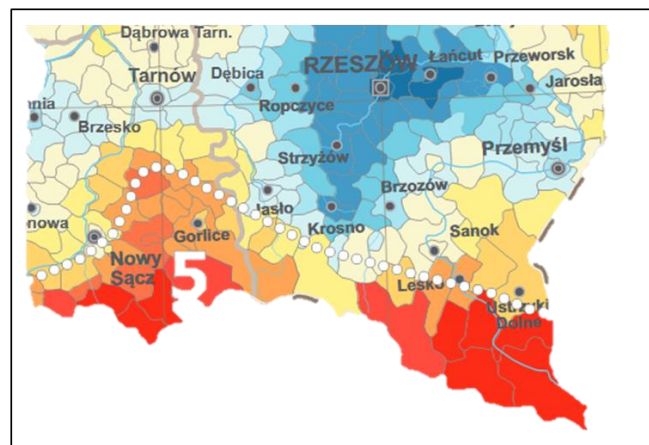 Dąbrowa Tarn.
Tarnów
Dębica
RZESZÓW
Łańcut
Przeworsk
Jarosła
Ropczyce
Brzesko
Strzyżów
Przemyśl
Brzozów
Jasło
Krosno
Sanok
Gorlice
Nowy
Sącz
5
Lesko
Ustrzyki
Dolne